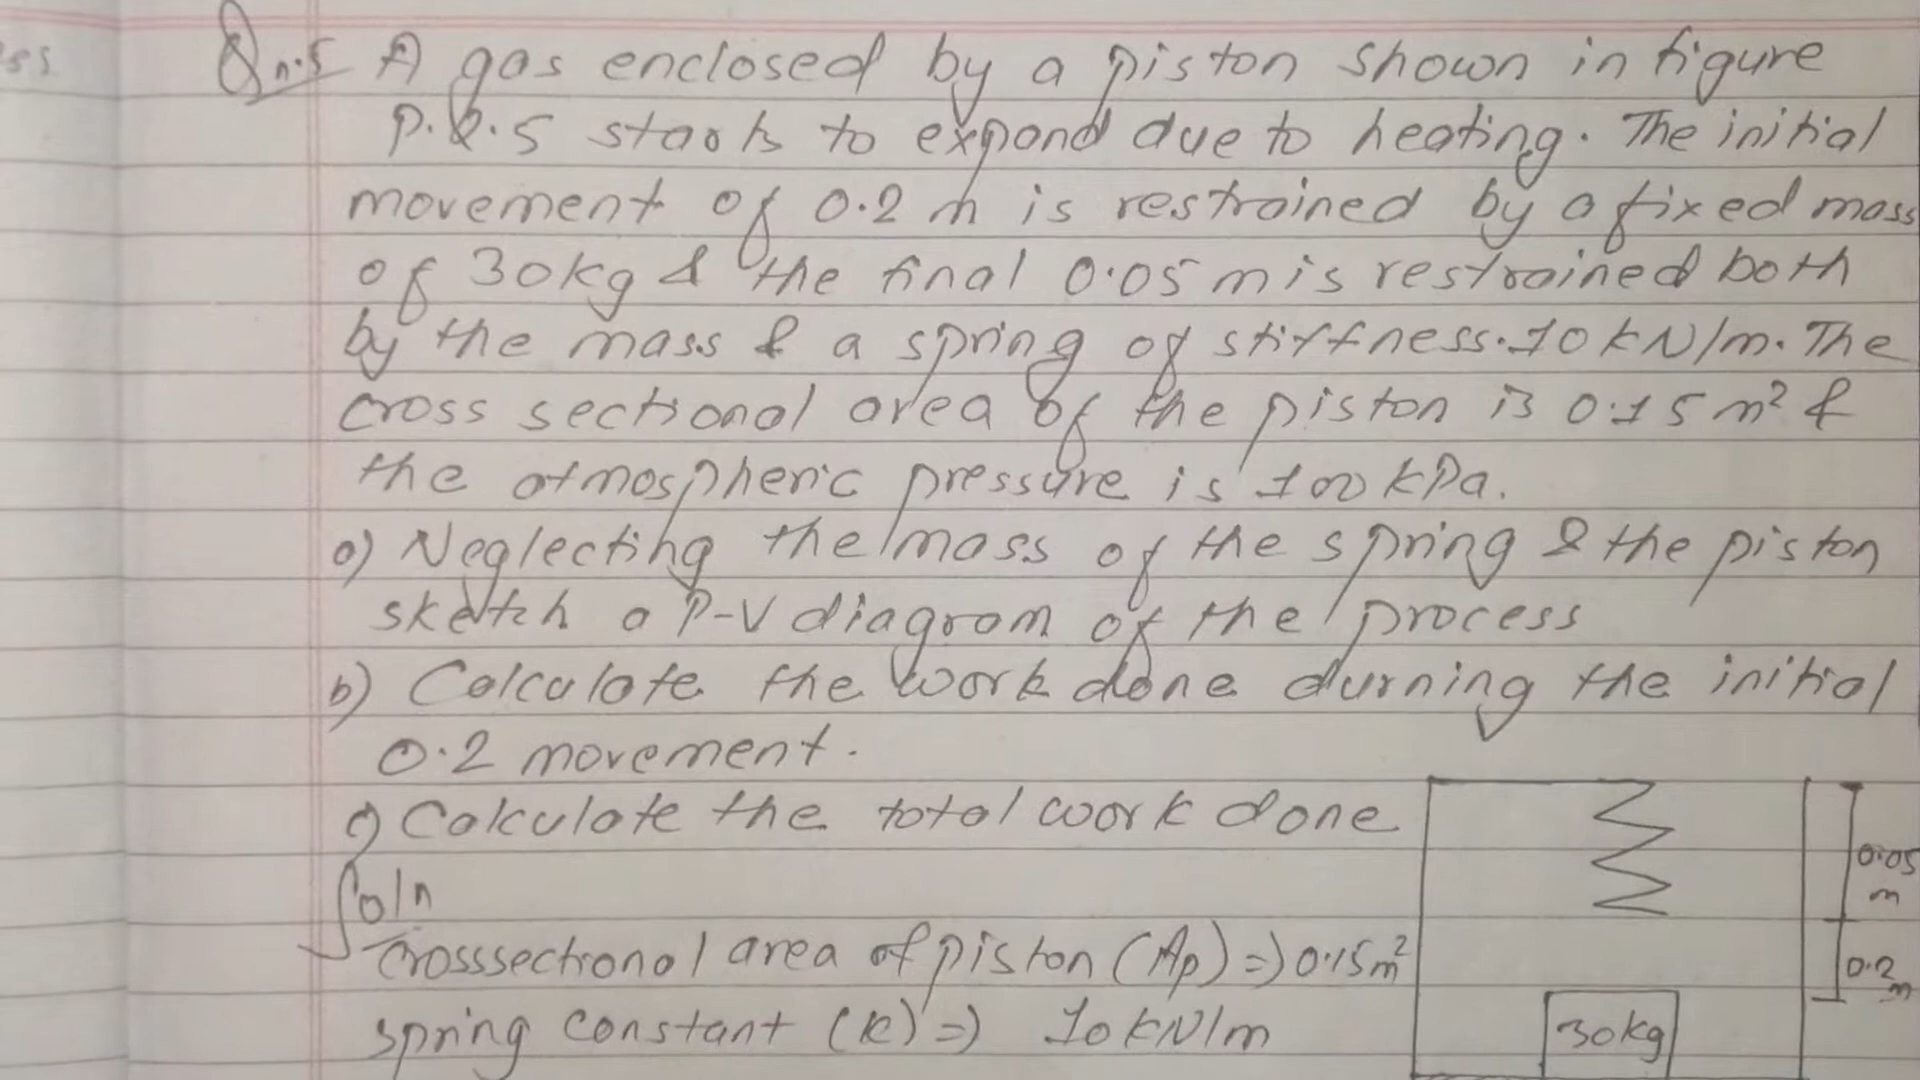 Qn.5 A gas enclosed by a piston shown in figure
P.2.5 starts to expand due to heating. The initial
movement of 0.2 m is restrained by a fixed mass
of 30kg & the final 0.05 m is restrained both
by the mass & a spring of stiffness.10 kN/m. The
cross sectional area of the piston is 0.15 m² &
the atmospheric pressure is 100 kPa.
a) Neglecting the mass of the spring & the piston
sketch a P-V diagram of the process
b) Calculate the work done durning the initial
0.2 movement.
c) Calculate the total work done
0.05
m
Soln
crosssectional area of piston (Ap) => 0.15m²
0.2
m
spring constant (k) => 10 kN/m
30kg